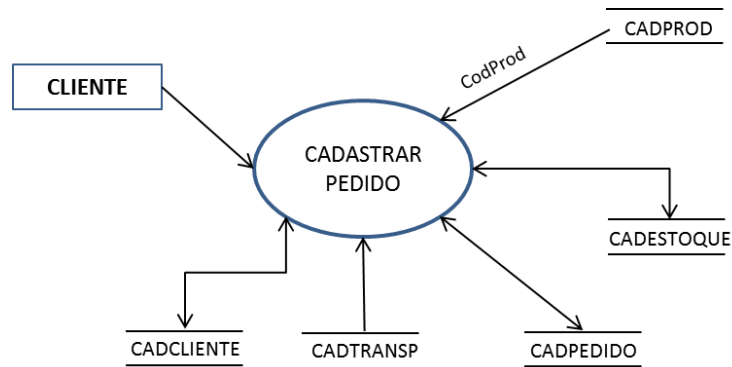 CADPROD
CodProd
CLIENTE
CADASTRAR
PEDIDO
CADESTOQUE
CADCLIENTE
CADTRANSP
CADPEDIDO